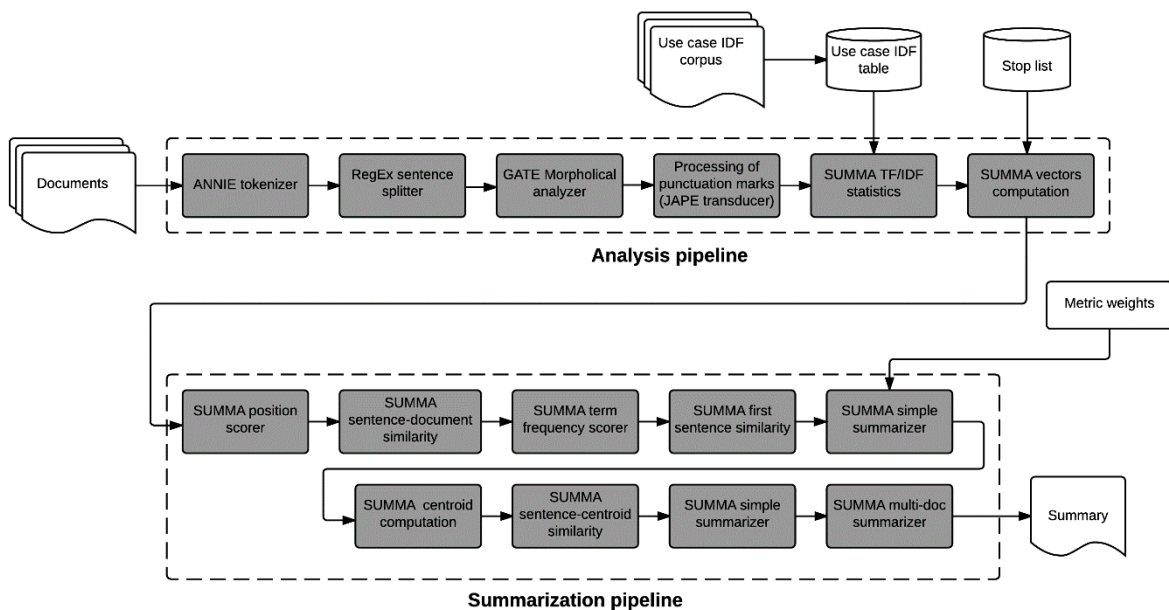 Use case IDF
corpus
Use case IDF
table
Stop list
Documents
ANNIE tokenizer
RegEx sentence
splitter
GATE Morpholical
analyzer
Processing of
punctuation marks
(JAPE transducer)
SUMMA TF/IDF
statistics
SUMMA vectors
computation
Analysis pipeline
Metric weights
SUMMA position
scorer
SUMMA
sentence-document
similarity
SUMMA term
frequency scorer
SUMMA first
sentence similarity
SUMMA simple
summarizer
SUMMA centroid
computation
SUMMA
sentence-centroid
similarity
SUMMA simple
summarizer
SUMMA multi-doc
summarizer
Summary
Summarization pipeline